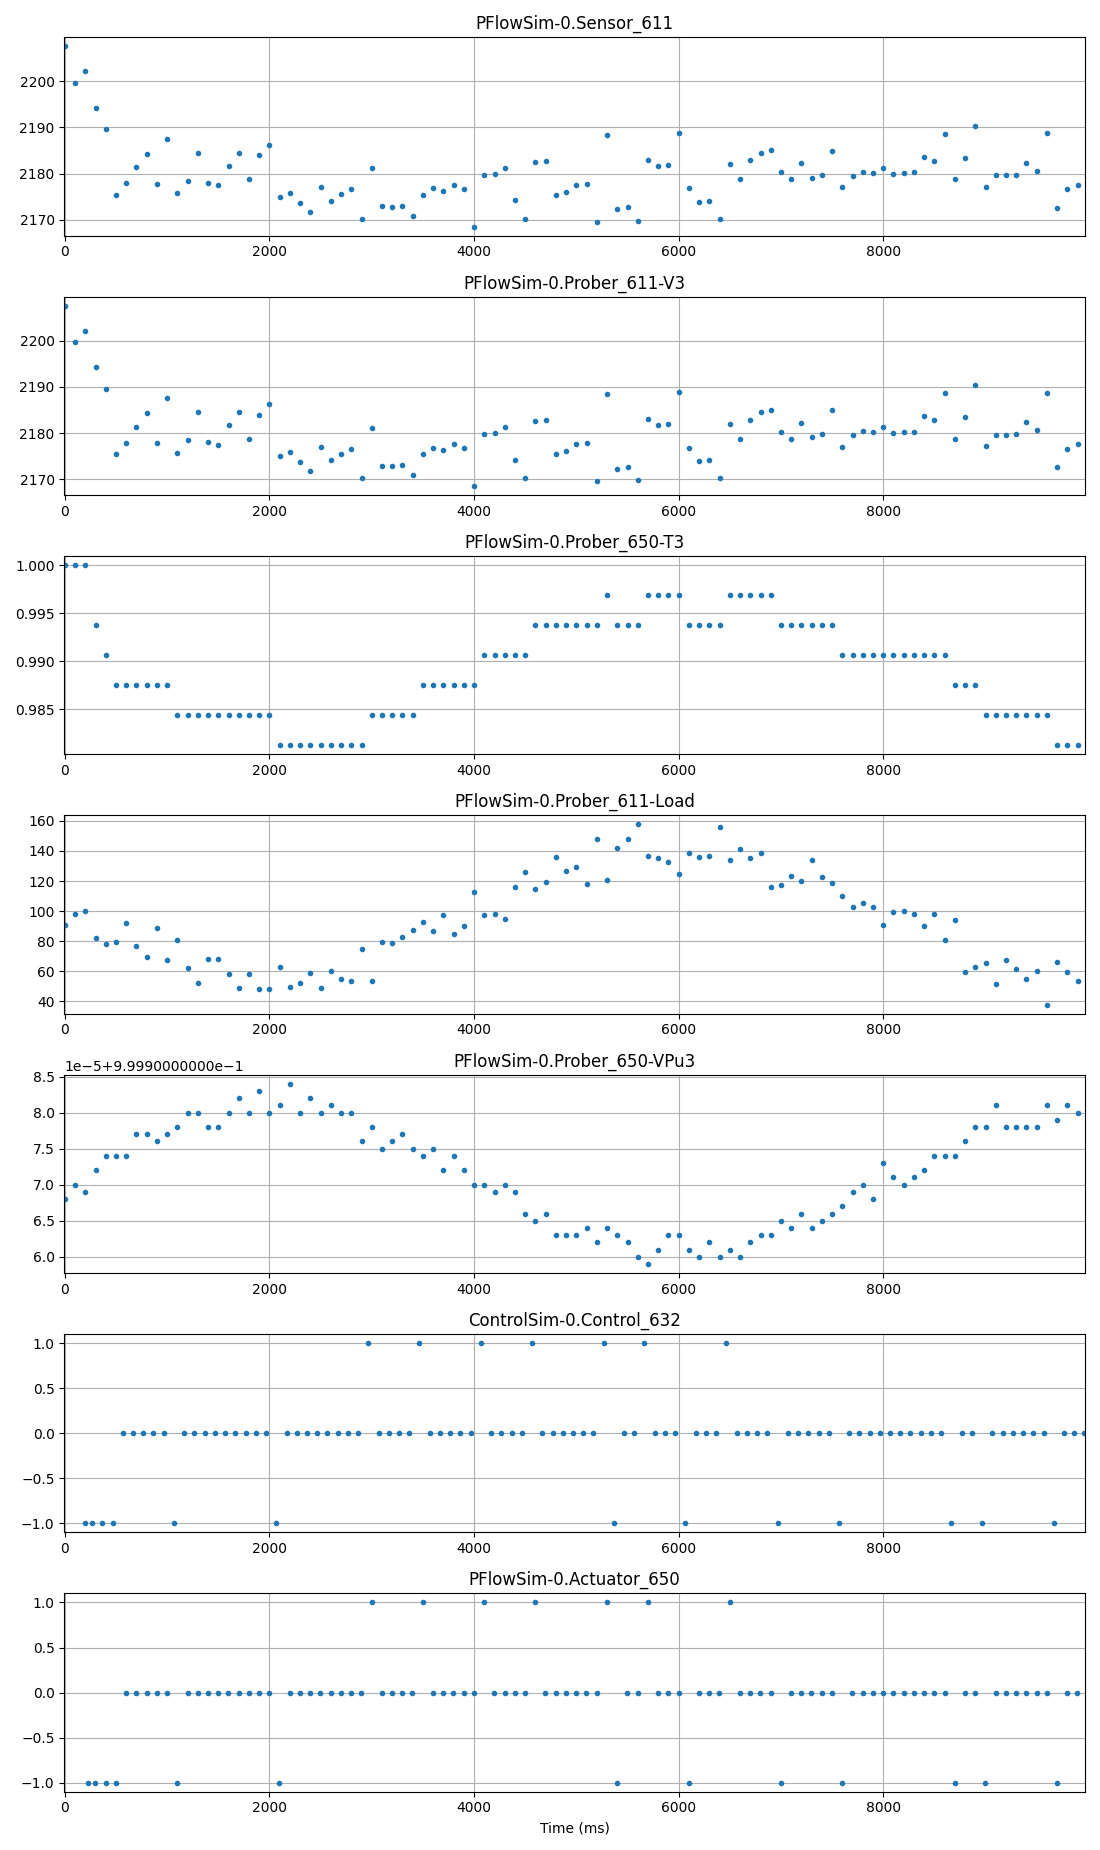 PFlowSim-0.Sensor_611
2200
2190
2180
2170
0 2000 4000 6000 8000
PFlowSim-0.Prober_611-V3
2200
2190
2180
2170
0 2000 4000 6000 8000
PFlowSim-0.Prober_650-T3
1.000
0.995
0.990
0.985
0 2000 4000 6000 8000
PFlowSim-0.Prober_611-Load
160
140
120
100
80
60
40
0 2000 4000 6000 8000
PFlowSim-0.Prober_650-VPu3
1e−5+9.9990000000e−1
8.5
8.0
7.5
7.0
6.5
6.0
0 2000 4000 6000 8000
ControlSim-0.Control_632
1.0
0.5
0.0
−0.5
−1.0
0 2000 4000 6000 8000
PFlowSim-0.Actuator_650
1.0
0.5
0.0
−0.5
−1.0
0 2000 4000 6000 8000
Time (ms)